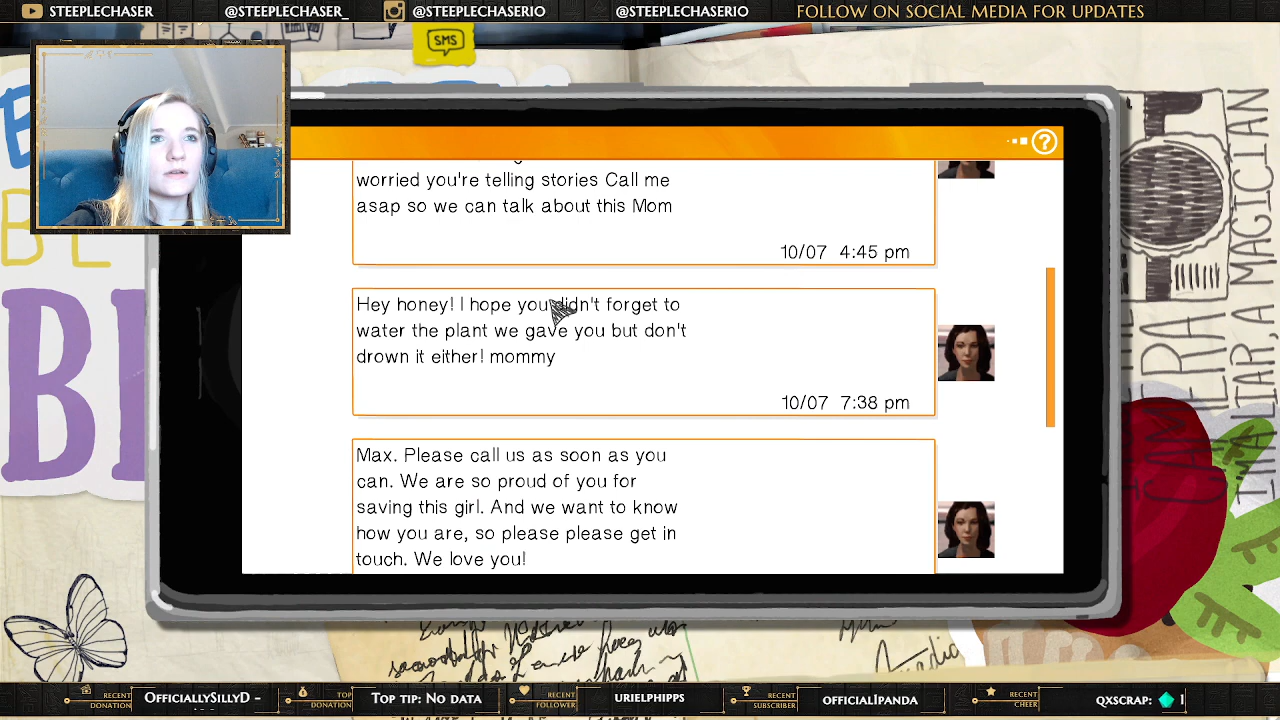 STEEPLECHASER
@STEEPLECHASER_
@STEEPLECHASERIO
@STEEPLECHASERIO
FOLLOW ON SOCIAL MEDIA FOR UPDATES
SMS
worried you're telling stories Call me
asap so we can talk about this Mom
10/07 4:45 pm
Hey honey! I hope you didn't forget to
water the plant we gave you but don't
drown it either! mommy
10/07 7:38 pm
Max. Please call us as soon as you
can. We are so proud of you for
saving this girl. And we want to know
how you are, so please please get in
touch. We love you!
CAMERA
A MAGICIAN
RECENT DONATION
OFFICIALLYSILLYD -
TOP DONATION
TOP TIP: NO DATA
RECENT FOLLOWER
URIELPHIPPS
RECENT SUBSCRIBER
OFFICIAL1PANDA
RECENT CHEER
QXSCRAP: 1